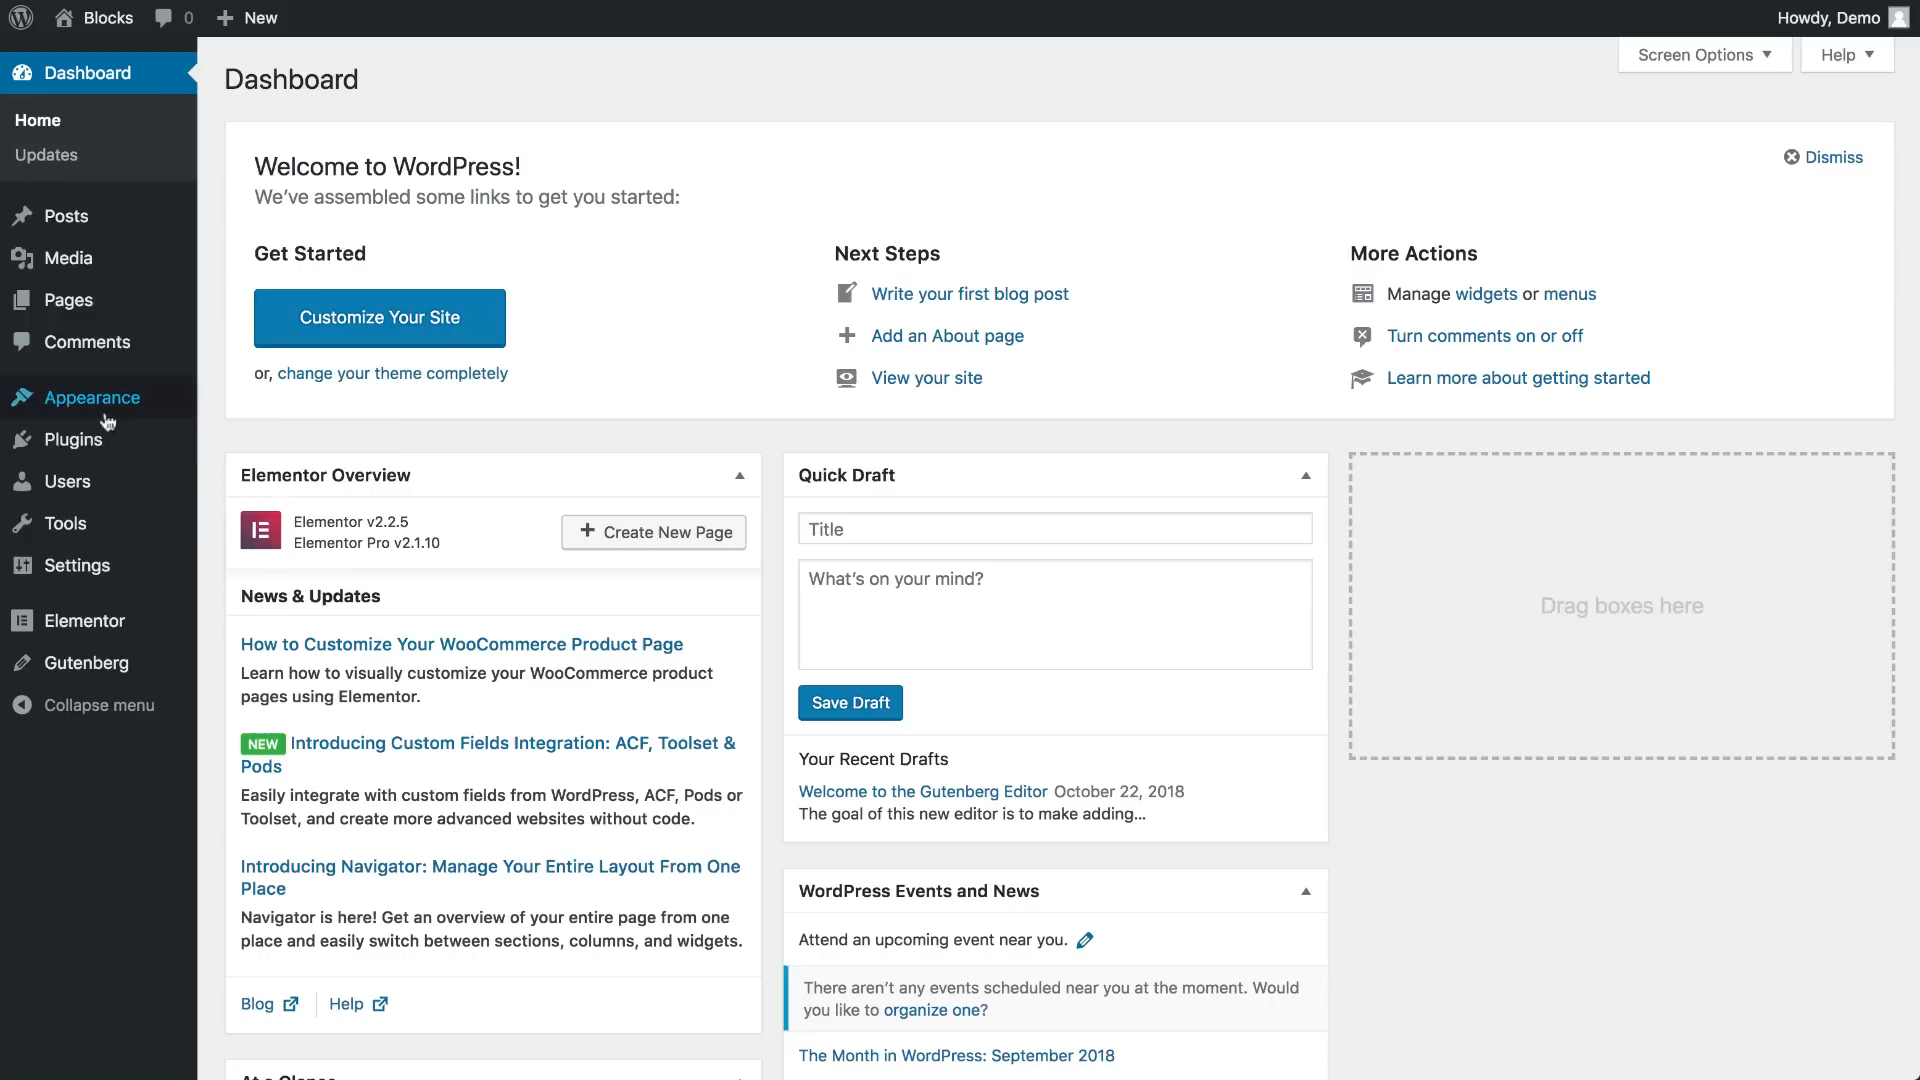 Blocks 0 New
Howdy, Demo
Dashboard
Home
Updates
Posts
Media
Pages
Comments
Appearance
Plugins
Users
Tools
Settings
Elementor
Gutenberg
Collapse menu
Screen Options
Help
Dashboard
Welcome to WordPress!
We’ve assembled some links to get you started:
Dismiss
Get Started
Customize Your Site
or, change your theme completely
Next Steps
Write your first blog post
Add an About page
View your site
More Actions
Manage widgets or menus
Turn comments on or off
Learn more about getting started
Elementor Overview
Elementor v2.2.5
Elementor Pro v2.1.10
Create New Page
News & Updates
How to Customize Your WooCommerce Product Page
Learn how to visually customize your WooCommerce product
pages using Elementor.
NEW Introducing Custom Fields Integration: ACF, Toolset &
Pods
Easily integrate with custom fields from WordPress, ACF, Pods or
Toolset, and create more advanced websites without code.
Introducing Navigator: Manage Your Entire Layout From One
Place
Navigator is here! Get an overview of your entire page from one
place and easily switch between sections, columns, and widgets.
Blog Help
At a Glance
Quick Draft
Title
What’s on your mind?
Save Draft
Your Recent Drafts
Welcome to the Gutenberg Editor October 22, 2018
The goal of this new editor is to make adding...
WordPress Events and News
Attend an upcoming event near you.
There aren’t any events scheduled near you at the moment. Would
you like to organize one?
The Month in WordPress: September 2018
Drag boxes here